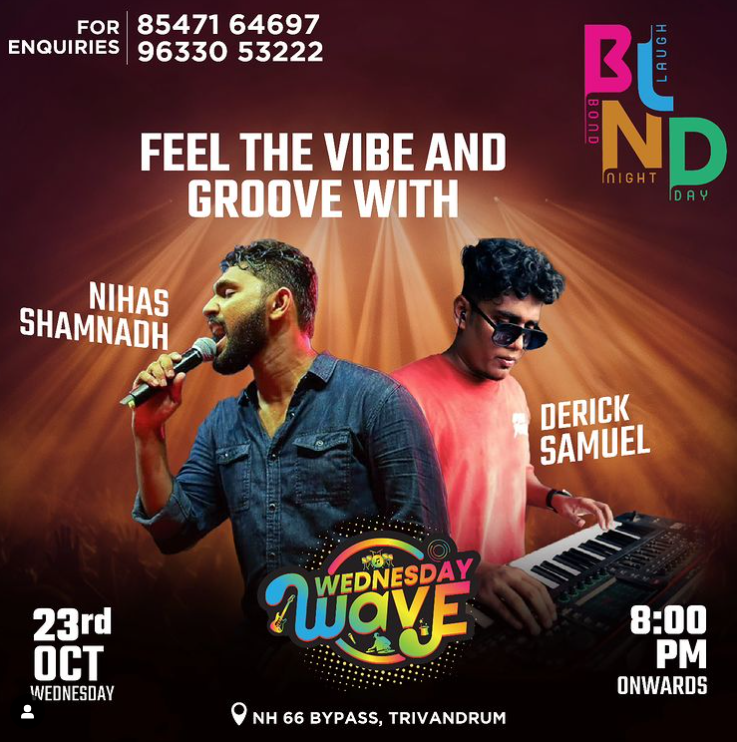 FOR ENQUIRIES
85471 64697
96330 53222
BLND
BOND
LAUGH
NIGHT
DAY
FEEL THE VIBE AND
GROOVE WITH
NIHAS
SHAMNADH
DERICK
SAMUEL
WEDNESDAY
WAVE
23rd
OCT
WEDNESDAY
8:00
PM
ONWARDS
NH 66 BYPASS, TRIVANDRUM